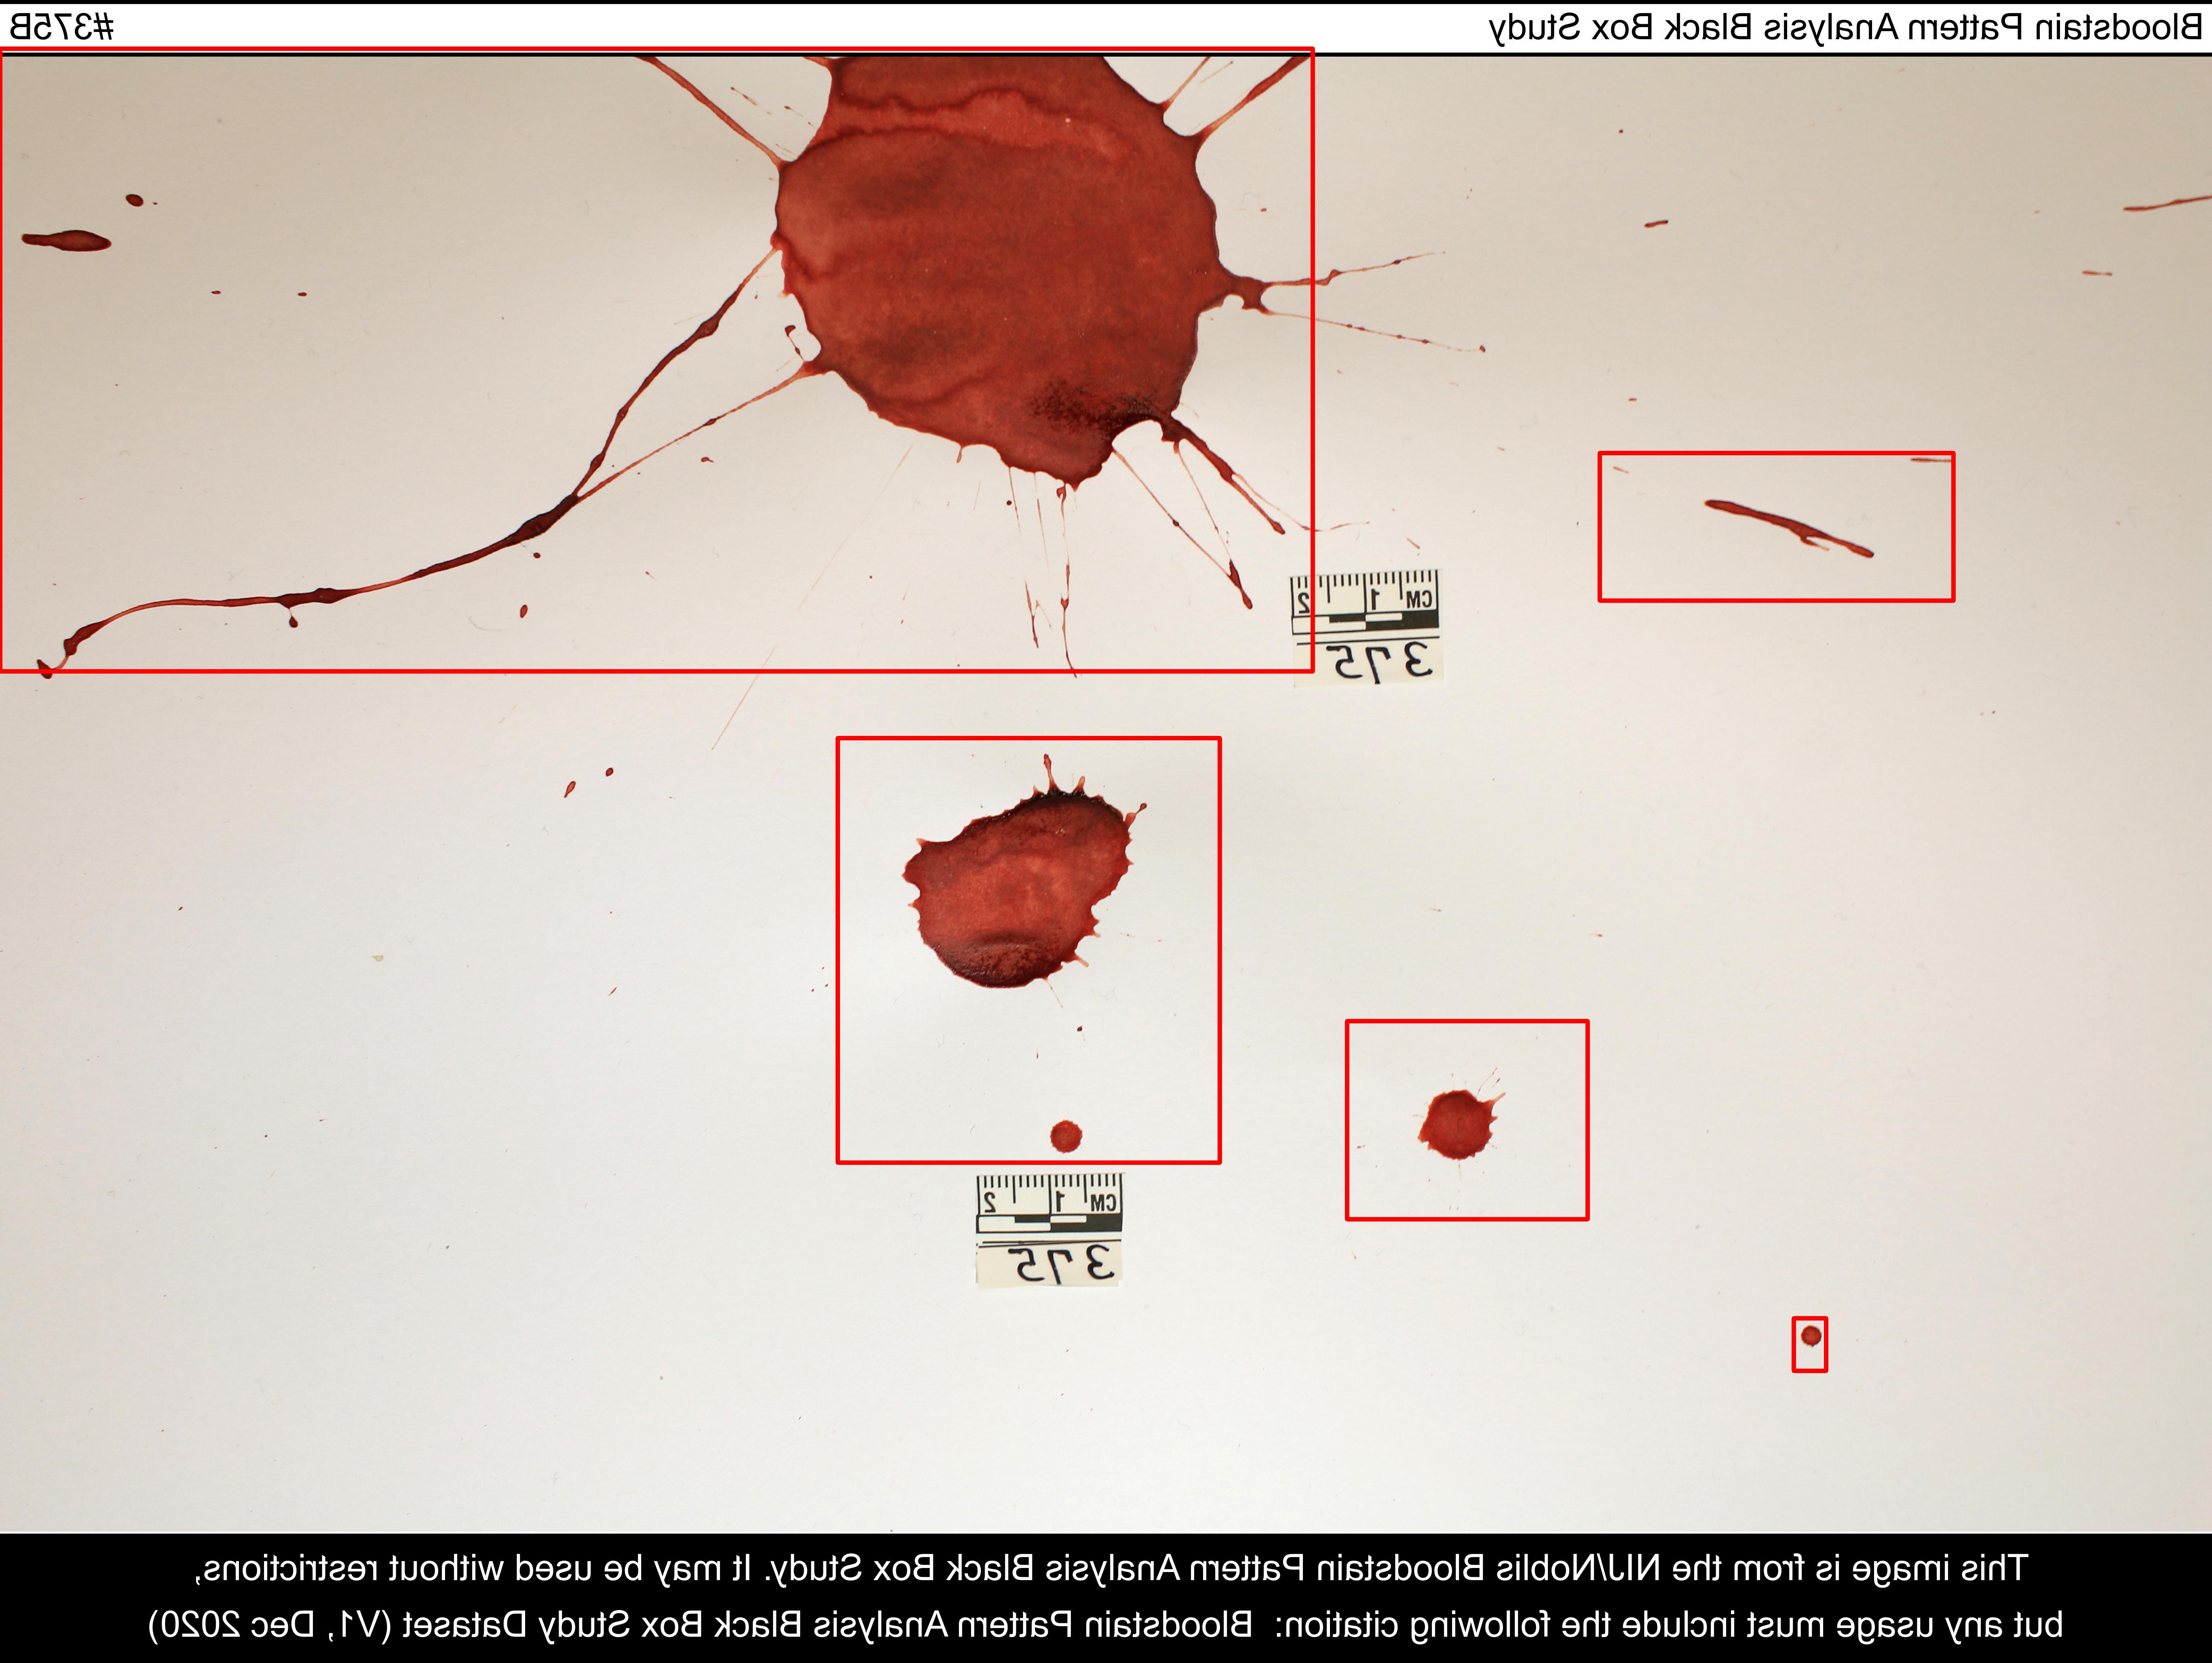 Bloodstain Pattern Analysis Black Box Study #375B
CM 1 2
375
CM 1 2
375
This image is from the NIJ/Noblis Bloodstain Pattern Analysis Black Box Study. It may be used without restrictions,
but any usage must include the following citation: Bloodstain Pattern Analysis Black Box Study Dataset (V1, Dec 2020)